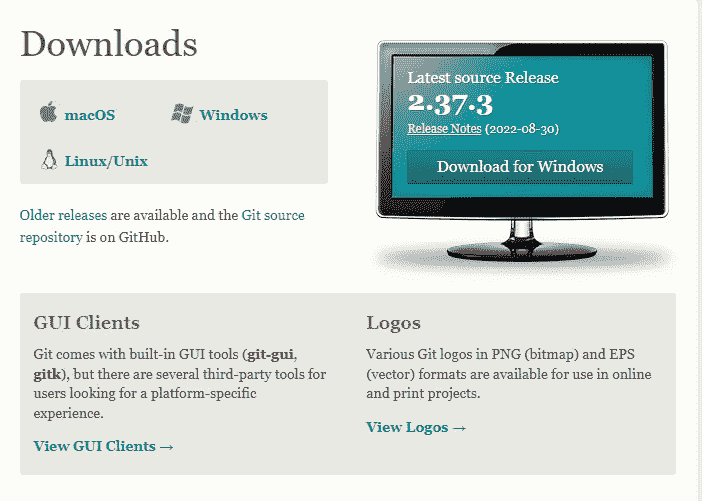 Downloads
macOS
Windows
Linux/Unix
Older releases are available and the Git source
repository is on GitHub.
Latest source Release
2.37.3
Release Notes (2022-08-30)
Download for Windows
GUI Clients
Git comes with built-in GUI tools (git-gui,
gitk), but there are several third-party tools for
users looking for a platform-specific
experience.
View GUI Clients →
Logos
Various Git logos in PNG (bitmap) and EPS
(vector) formats are available for use in online
and print projects.
View Logos →